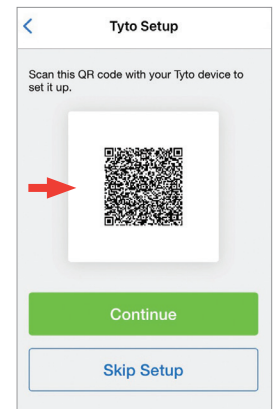 Tyto Setup
Scan this QR code with your Tyto device to
set it up.
Continue
Skip Setup